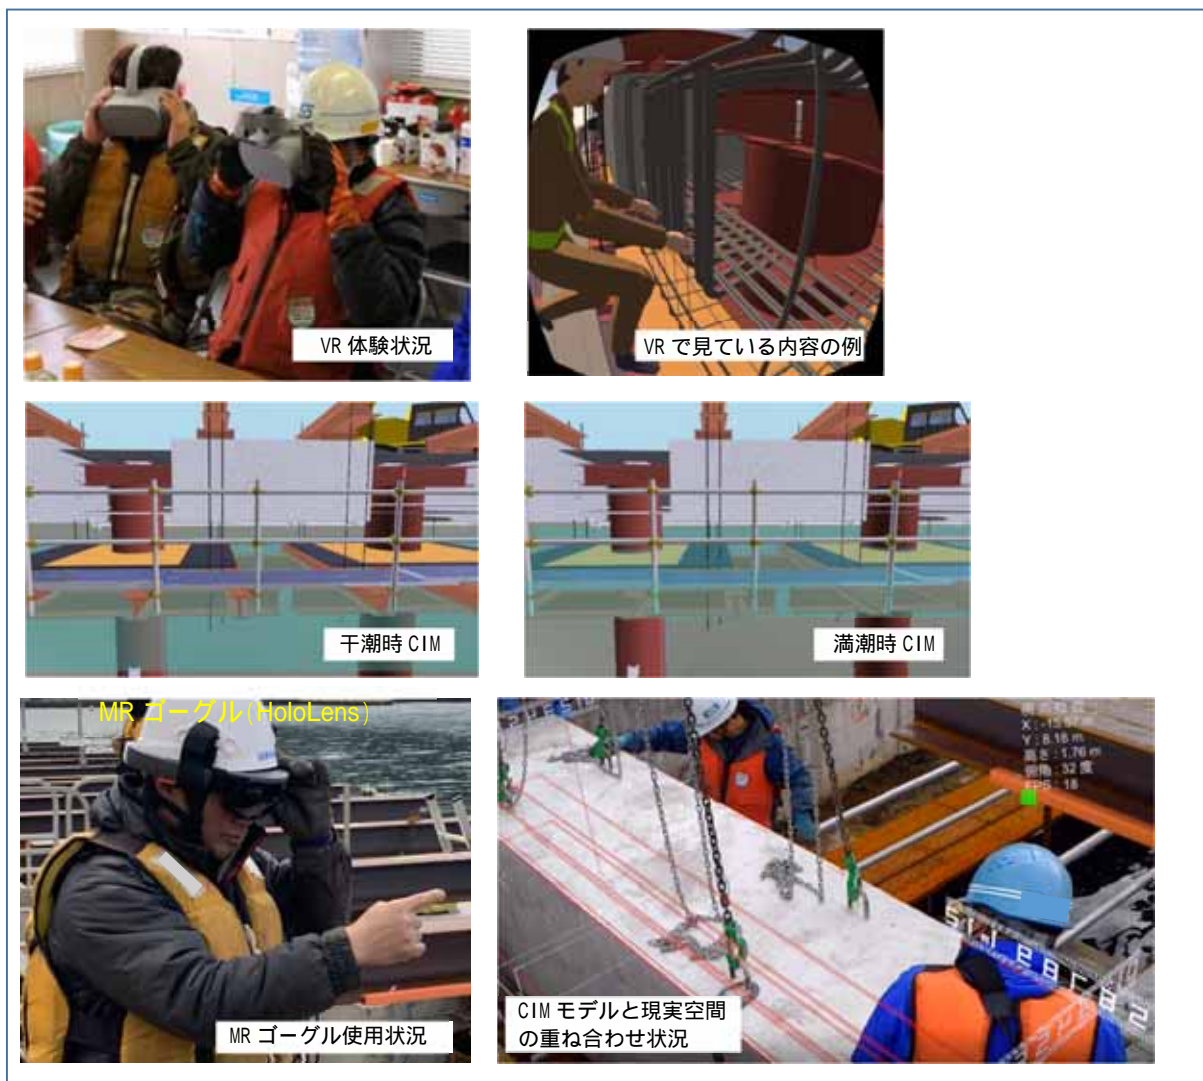 VR 体験状況
VR で見ている内容の例
干潮時 CIM
満潮時 CIM
MR ゴーグル(HoloLens)
MR ゴーグル使用状況
Y : 8.16 m
高さ : 1.76 m
: 32 度
: 18
CIM モデルと現実空間
の重ね合わせ状況